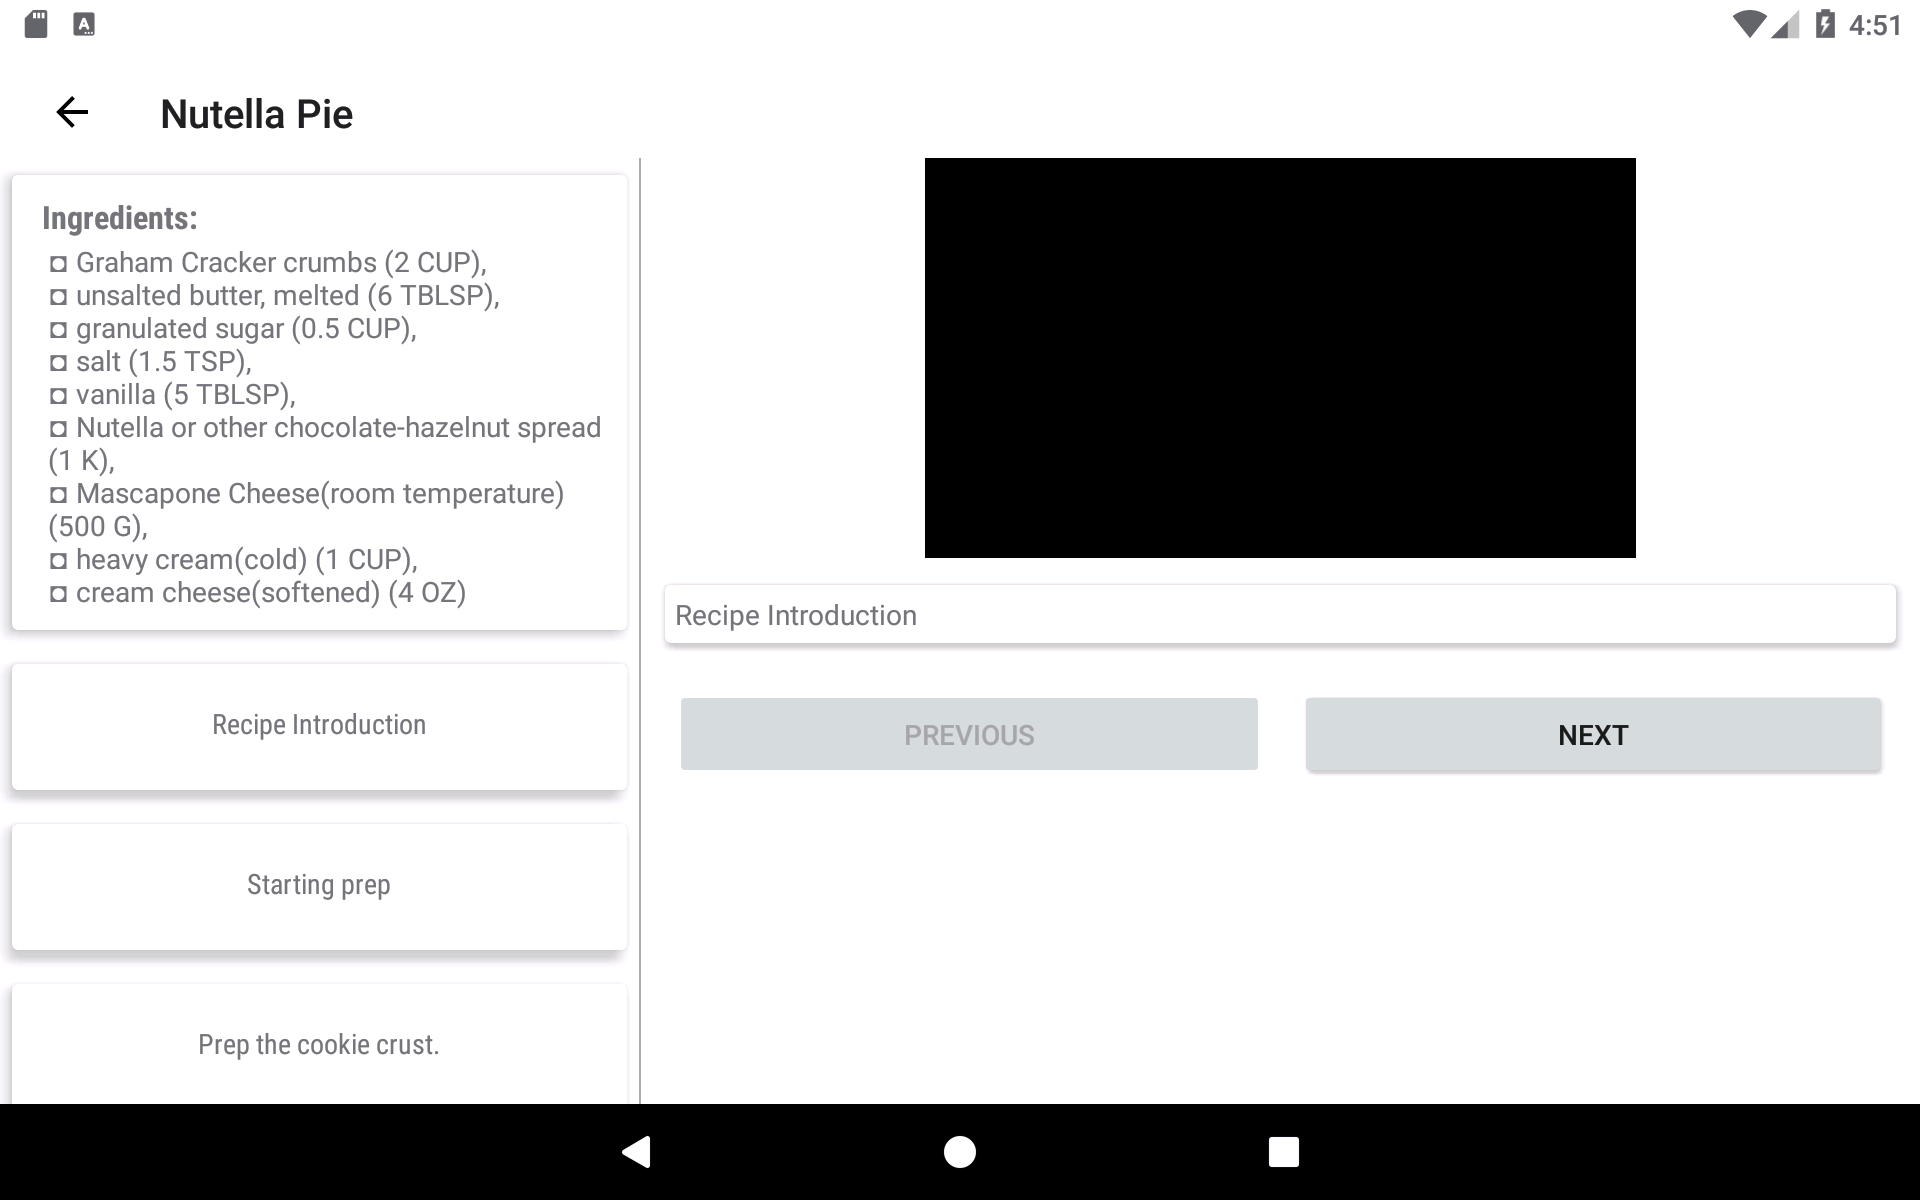 4:51
Nutella Pie
Ingredients:
◘ Graham Cracker crumbs (2 CUP),
◘ unsalted butter, melted (6 TBLSP),
◘ granulated sugar (0.5 CUP),
◘ salt (1.5 TSP),
◘ vanilla (5 TBLSP),
◘ Nutella or other chocolate-hazelnut spread
(1 K),
◘ Mascapone Cheese(room temperature)
(500 G),
◘ heavy cream(cold) (1 CUP),
◘ cream cheese(softened) (4 OZ)
Recipe Introduction
Starting prep
Prep the cookie crust.
Recipe Introduction
PREVIOUS
NEXT